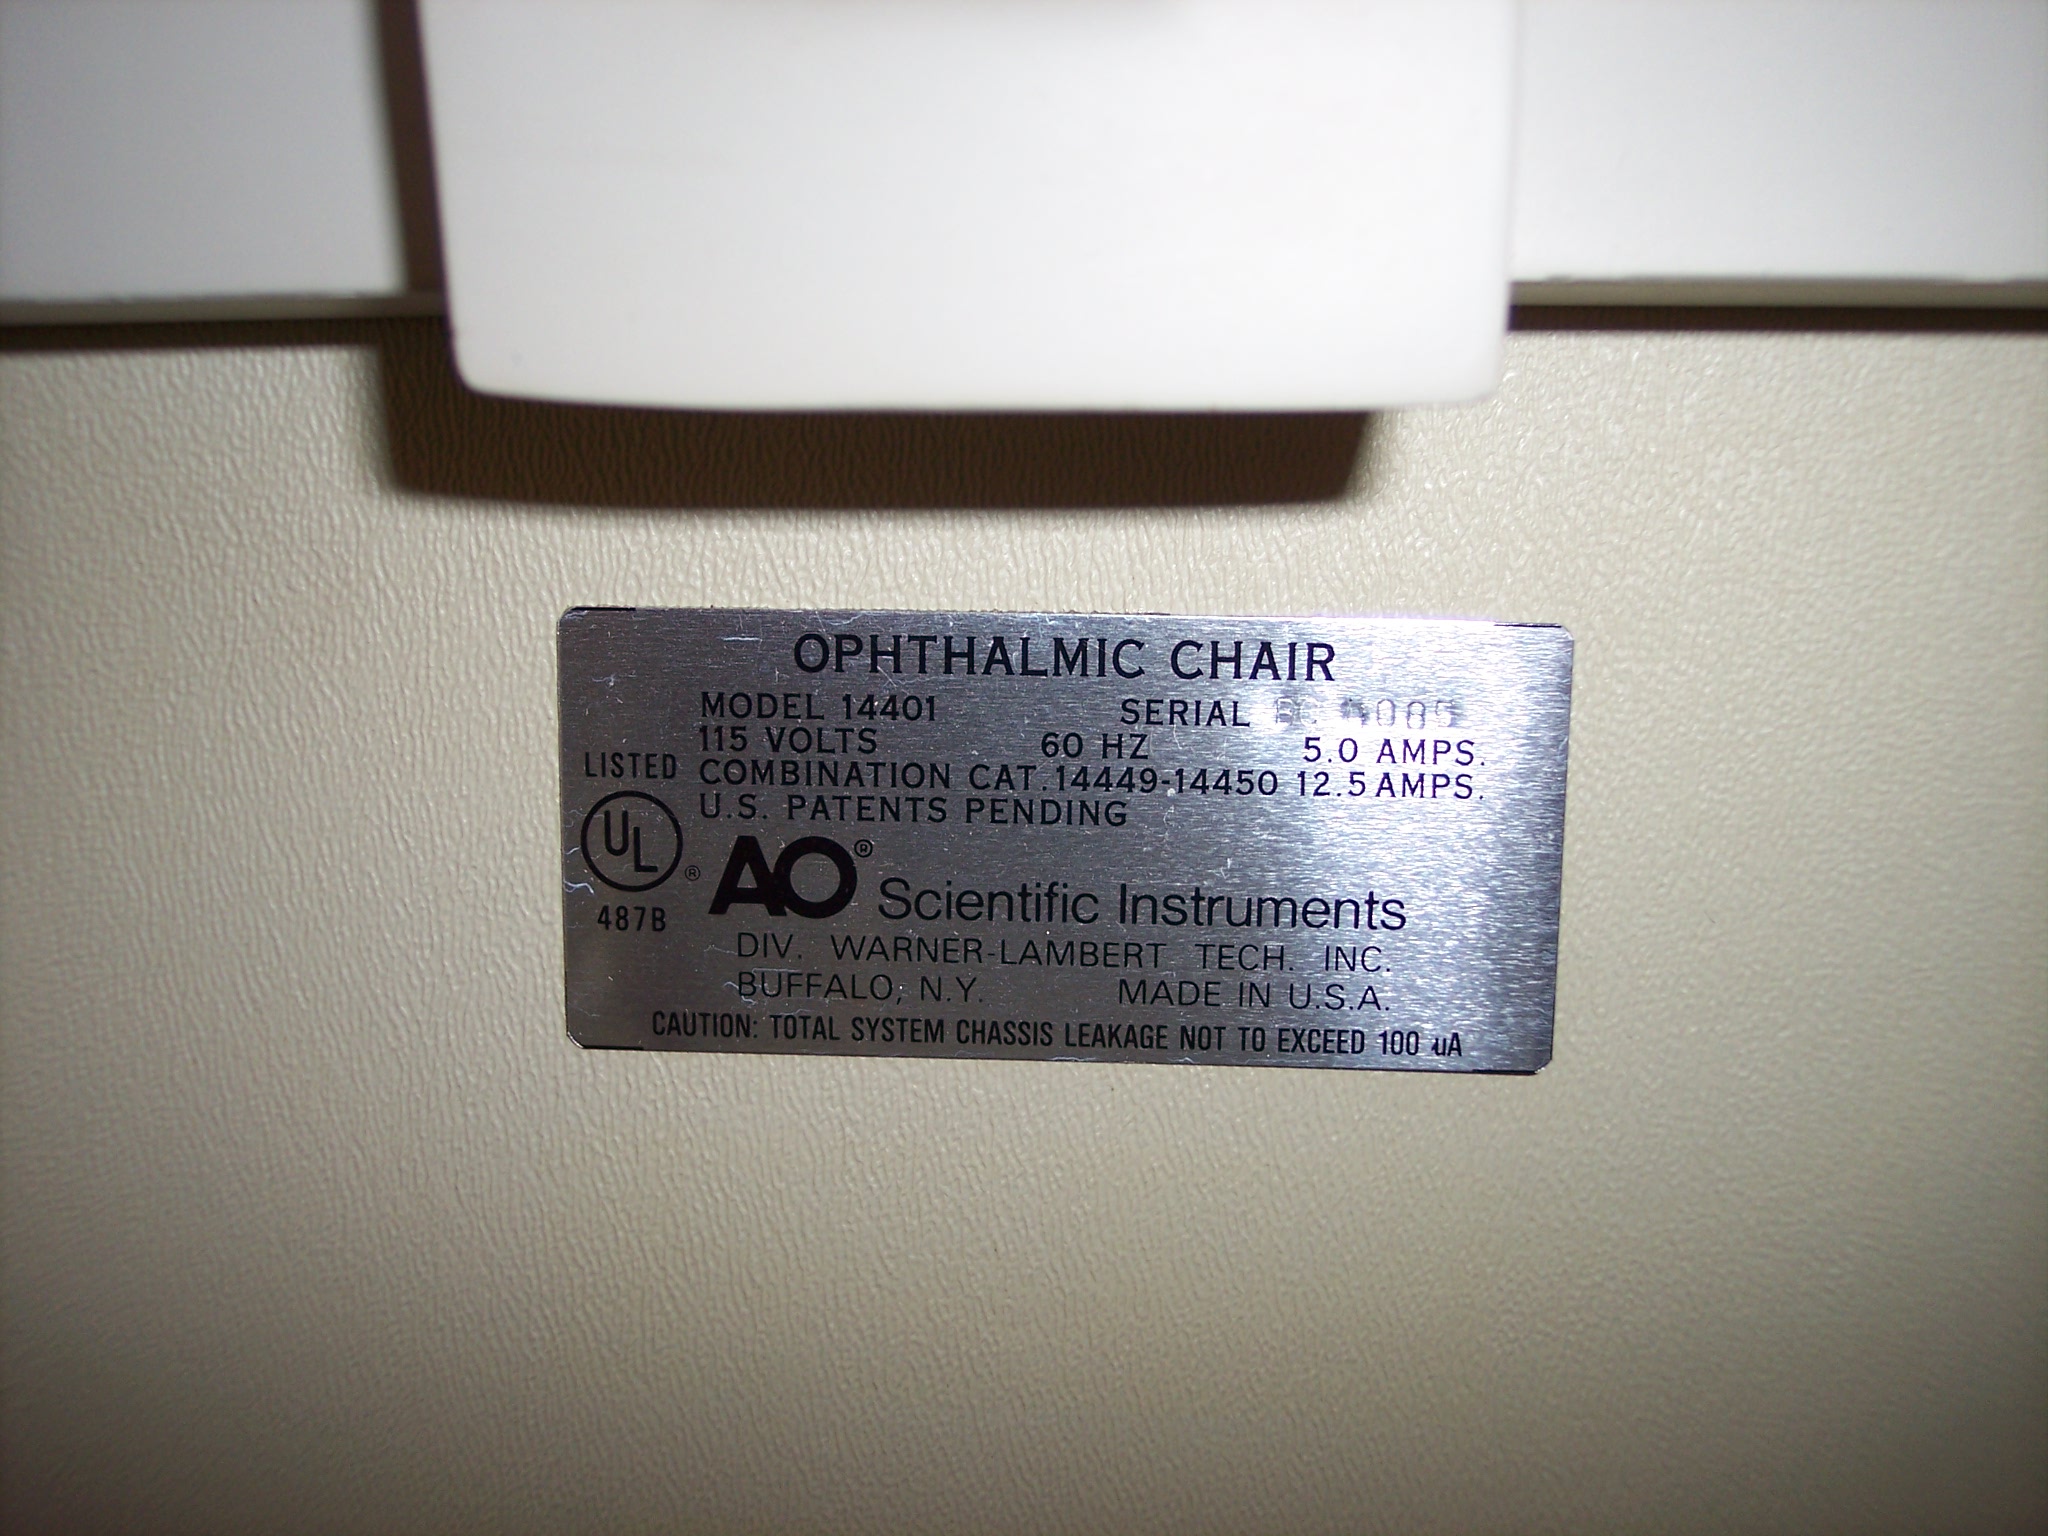 OPHTHALMIC CHAIR
MODEL 14401 SERIAL
115 VOLTS 60 HZ 5.0 AMPS.
LISTED COMBINATION CAT. 14449-14450 12.5 AMPS.
U.S. PATENTS PENDING
UL ® AO ® Scientific Instruments
487B
DIV. WARNER-LAMBERT TECH. INC.
BUFFALO, N.Y. MADE IN U.S.A.
CAUTION: TOTAL SYSTEM CHASSIS LEAKAGE NOT TO EXCEED 100 uA